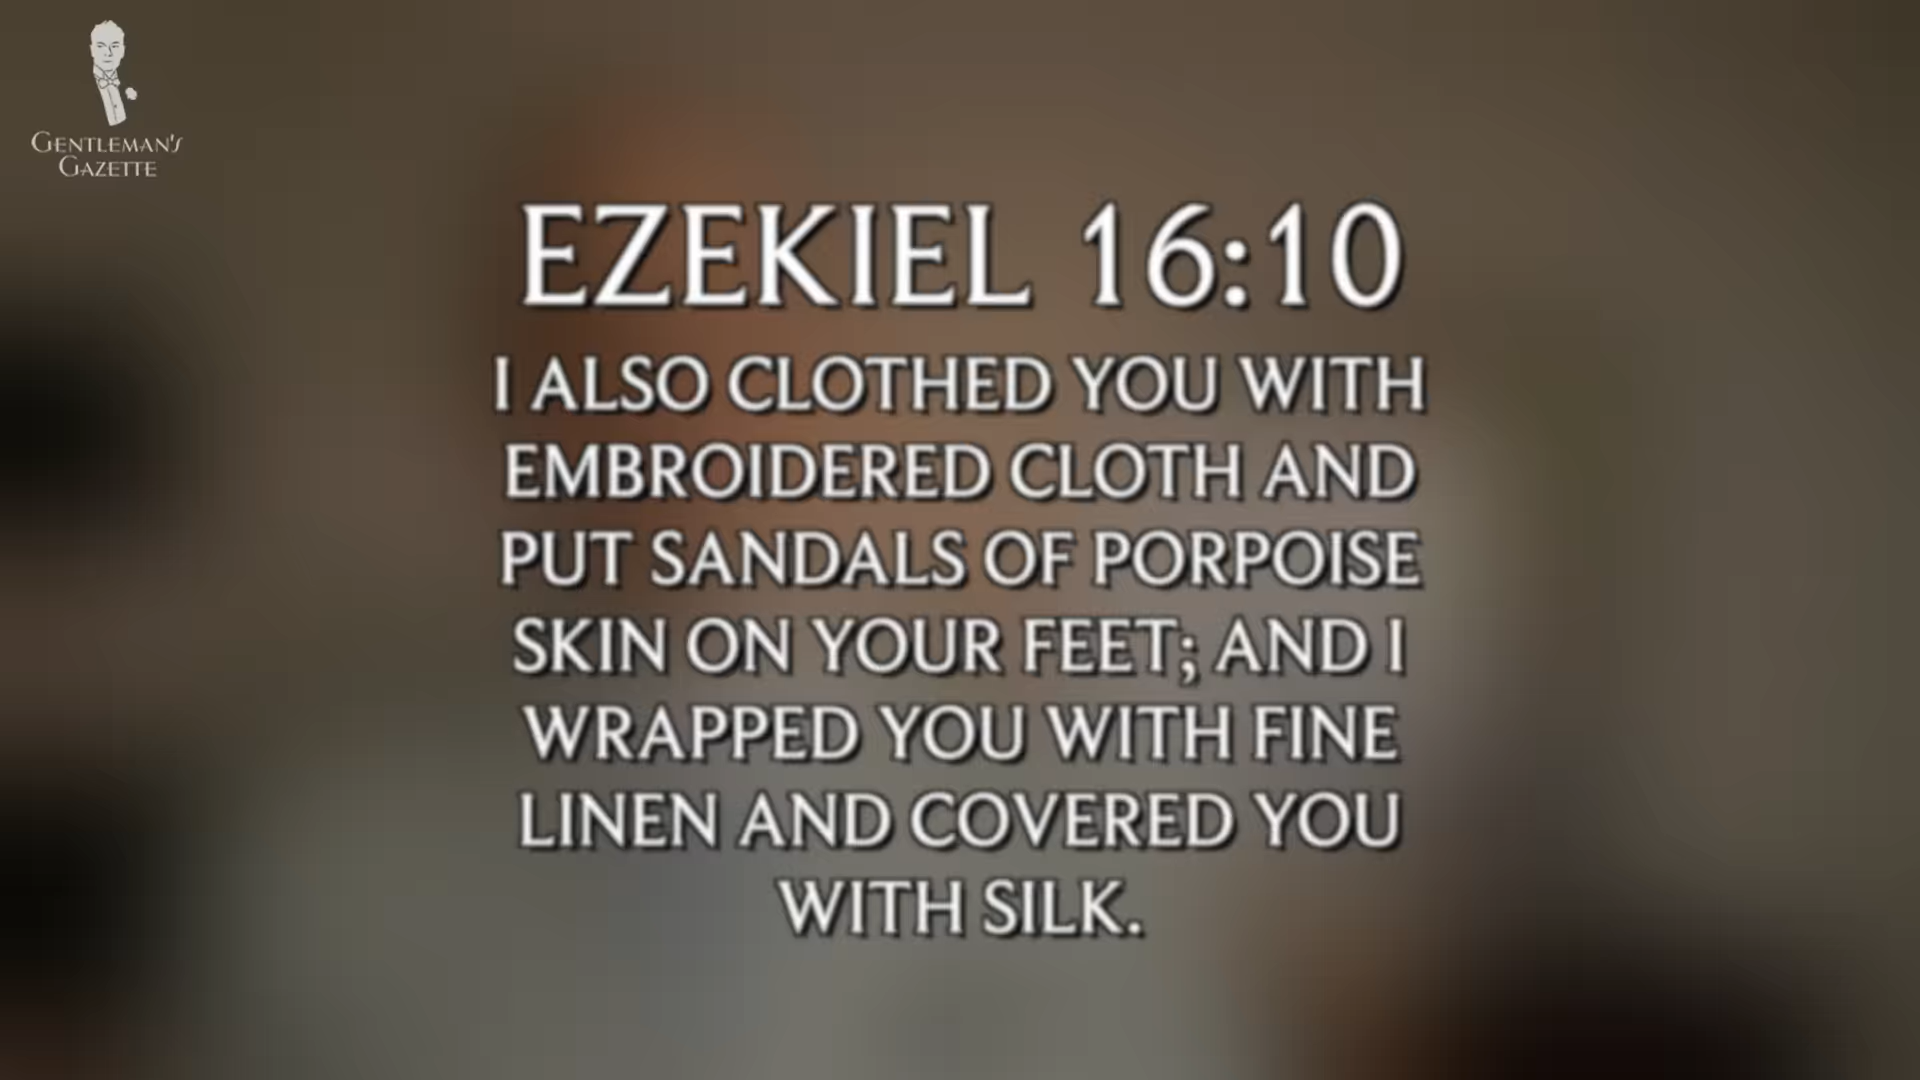 GENTLEMAN'S
GAZETTE
EZEKIEL 16:10
I ALSO CLOTHED YOU WITH
EMBROIDERED CLOTH AND
PUT SANDALS OF PORPOISE
SKIN ON YOUR FEET; AND I
WRAPPED YOU WITH FINE
LINEN AND COVERED YOU
WITH SILK.